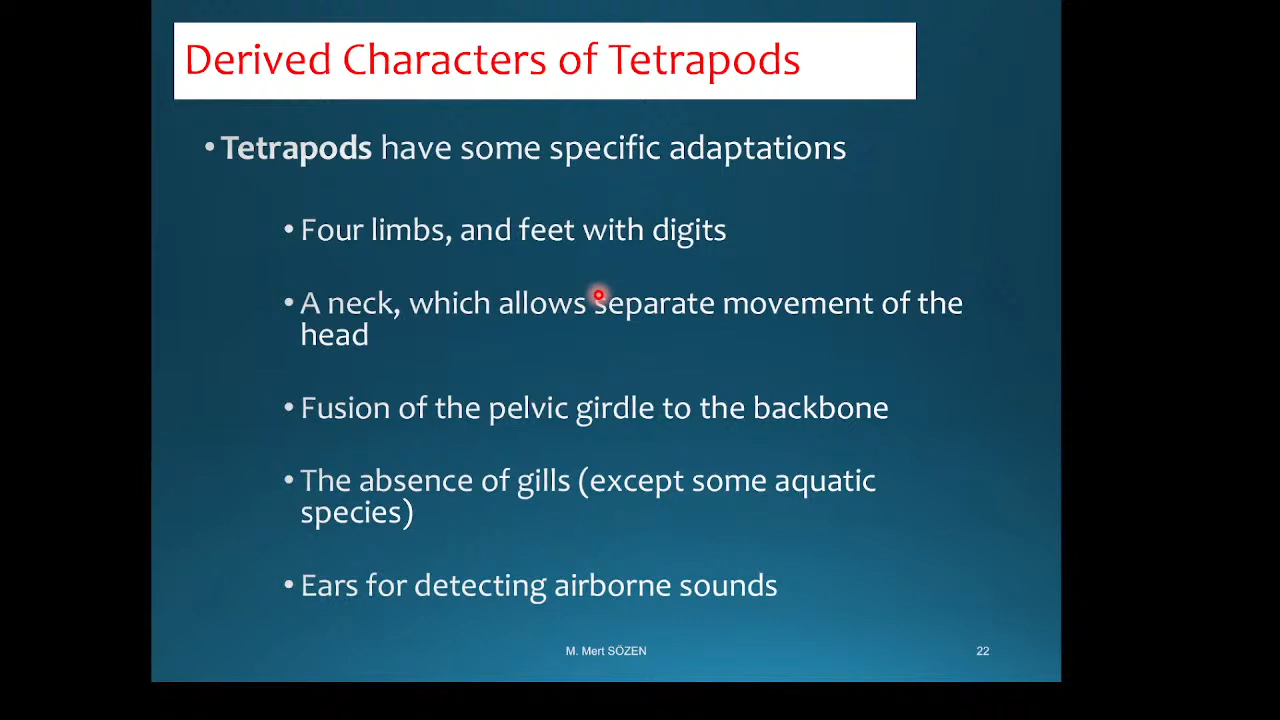 Derived Characters of Tetrapods
• Tetrapods have some specific adaptations
• Four limbs, and feet with digits
• A neck, which allows separate movement of the
head
• Fusion of the pelvic girdle to the backbone
• The absence of gills (except some aquatic
species)
• Ears for detecting airborne sounds
M. Mert SÖZEN
22